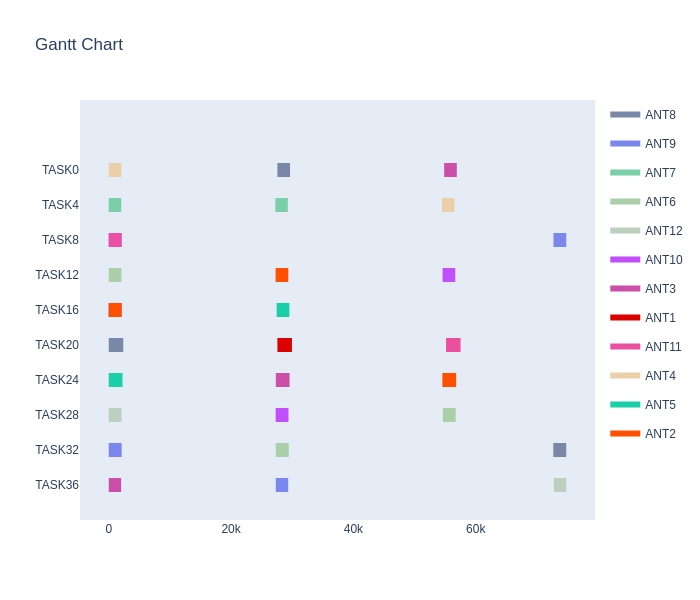 Gantt Chart
TASK0
TASK4
TASK8
TASK12
TASK16
TASK20
TASK24
TASK28
TASK32
TASK36
0 20k 40k 60k
ANT8
ANT9
ANT7
ANT6
ANT12
ANT10
ANT3
ANT1
ANT11
ANT4
ANT5
ANT2